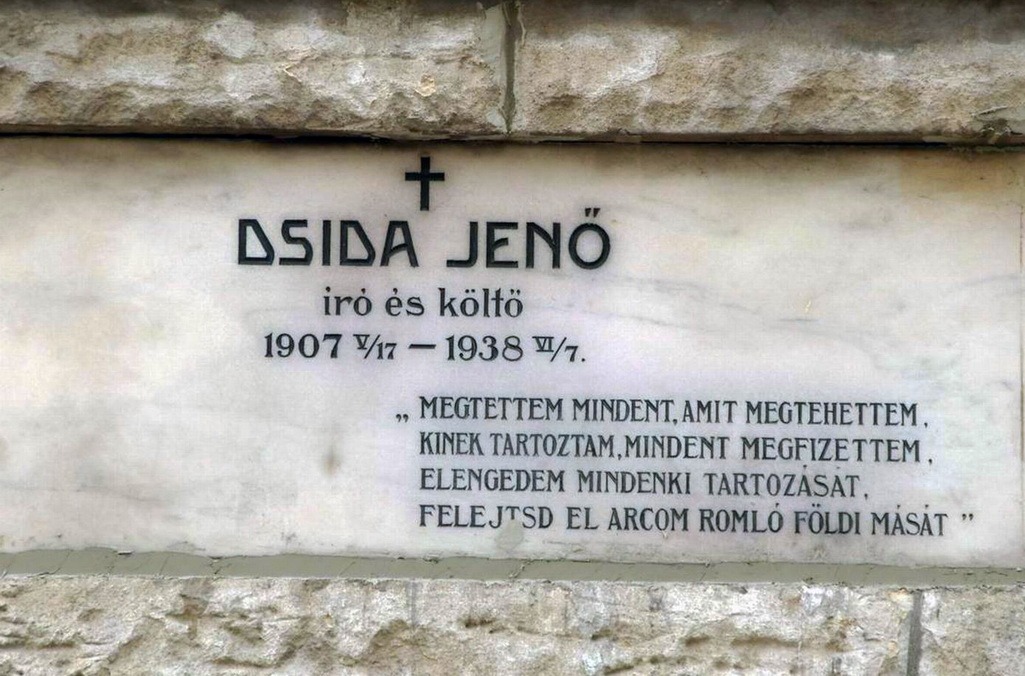 DSIDA JENŐ
iró és költő
1907 V/17 — 1938 VI/7.
„ MEGTETTEM MINDENT, AMIT MEGTEHETTEM,
KINEK TARTOZTAM, MINDENT MEGFIZETTEM,
ELENGEDEM MINDENKI TARTOZÁSÁT,
FELEJTSD EL ARCOM ROMLÓ FÖLDI MÁSÁT ”